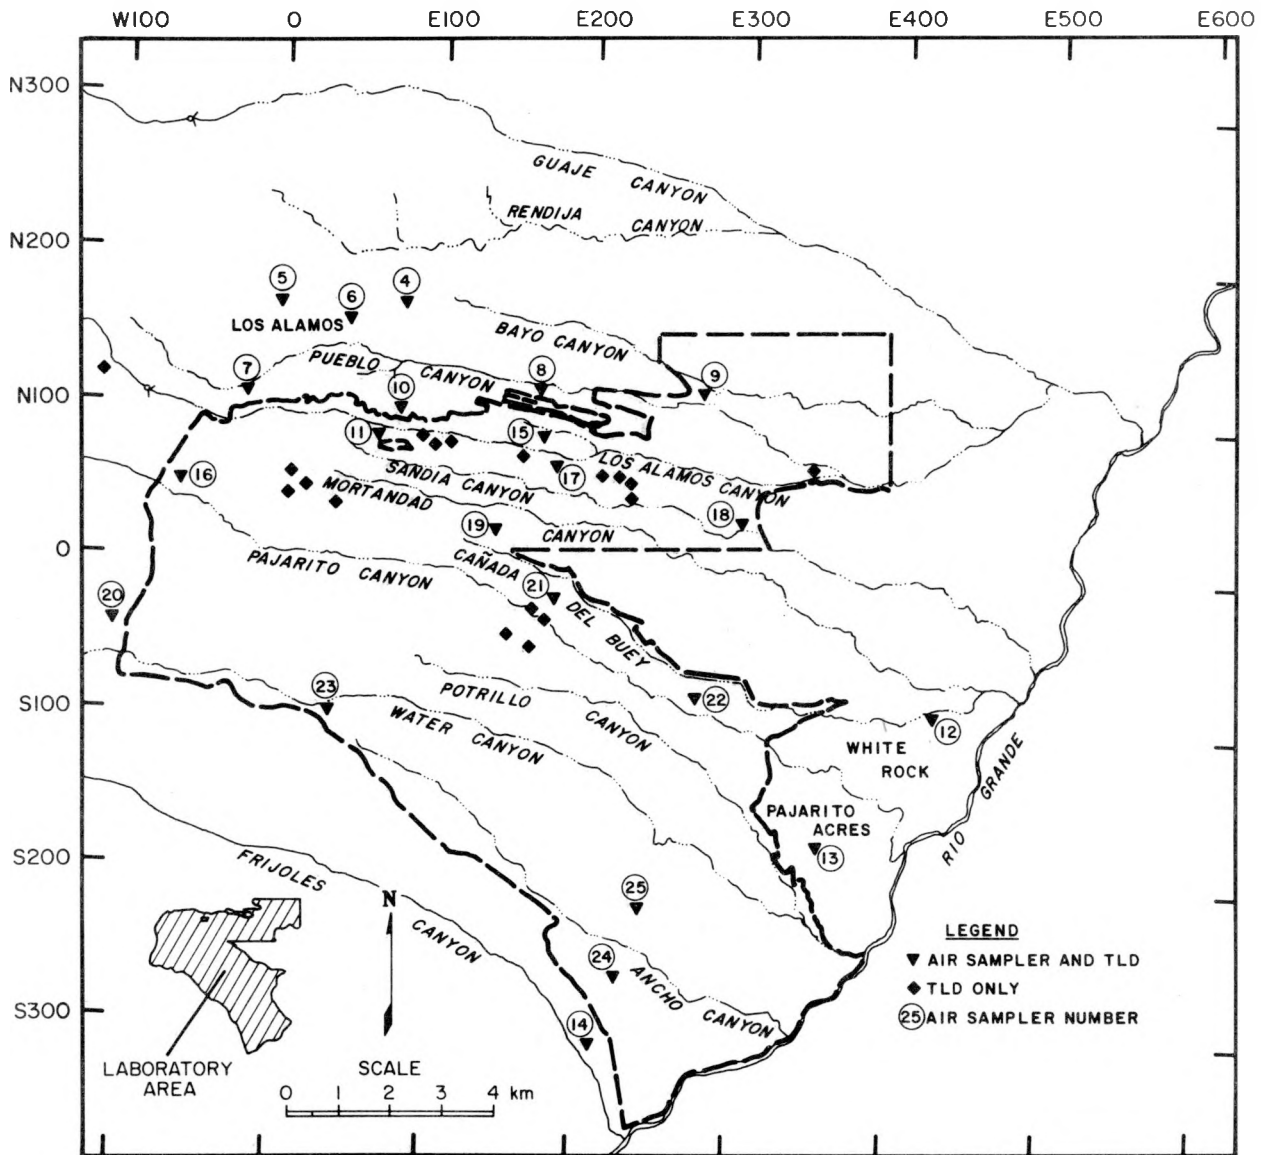 W100 0 E100 E200 E300 E400 E500 E600
N300
GUAJE CANYON
RENDIJA CANYON
N200
5
4
6
LOS ALAMOS
BAYO CANYON
PUEBLO CANYON
7
8
9
N100
10
11
15
LOS ALAMOS CANYON
16
SANDIA CANYON
17
MORTANDAD CANYON
18
19
0
PAJARITO CANYON
CAÑADA DEL BUEY
20
21
23
POTRILLO CANYON
22
S100
WATER CANYON
12
WHITE ROCK
RIO GRANDE
PAJARITO ACRES
13
S200
FRIJOLES CANYON
25
N
24
ANCHO CANYON
S300
14
LEGEND
AIR SAMPLER AND TLD
TLD ONLY
25 AIR SAMPLER NUMBER
LABORATORY AREA
SCALE
0 1 2 3 4 km